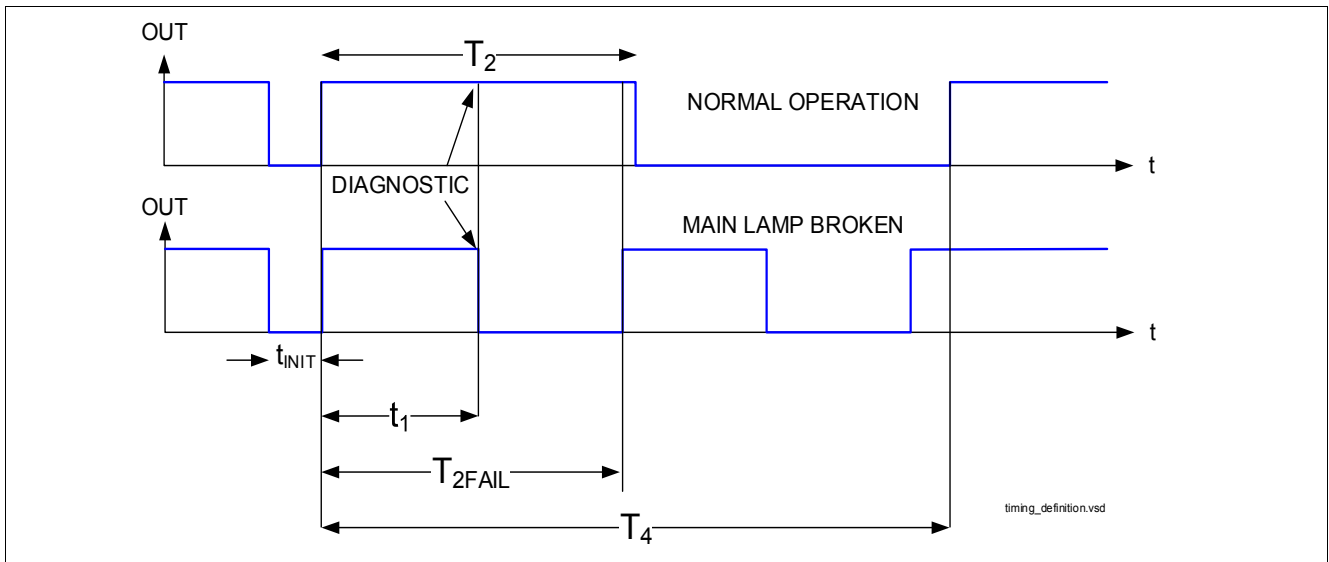 OUT
T2
NORMAL OPERATION
t
DIAGNOSTIC
OUT
MAIN LAMP BROKEN
t
tINIT
t1
T2FAIL
timing_definition.vsd
T4